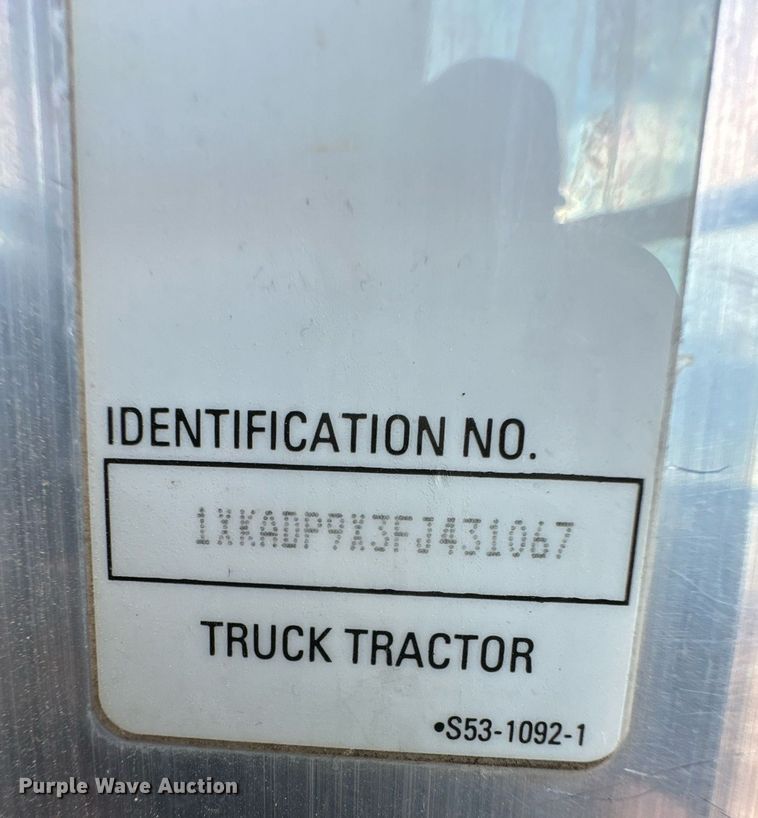 IDENTIFICATION NO.
1XKADP9X3FJ431067
TRUCK TRACTOR
•S53-1092-1
Purple Wave Auction